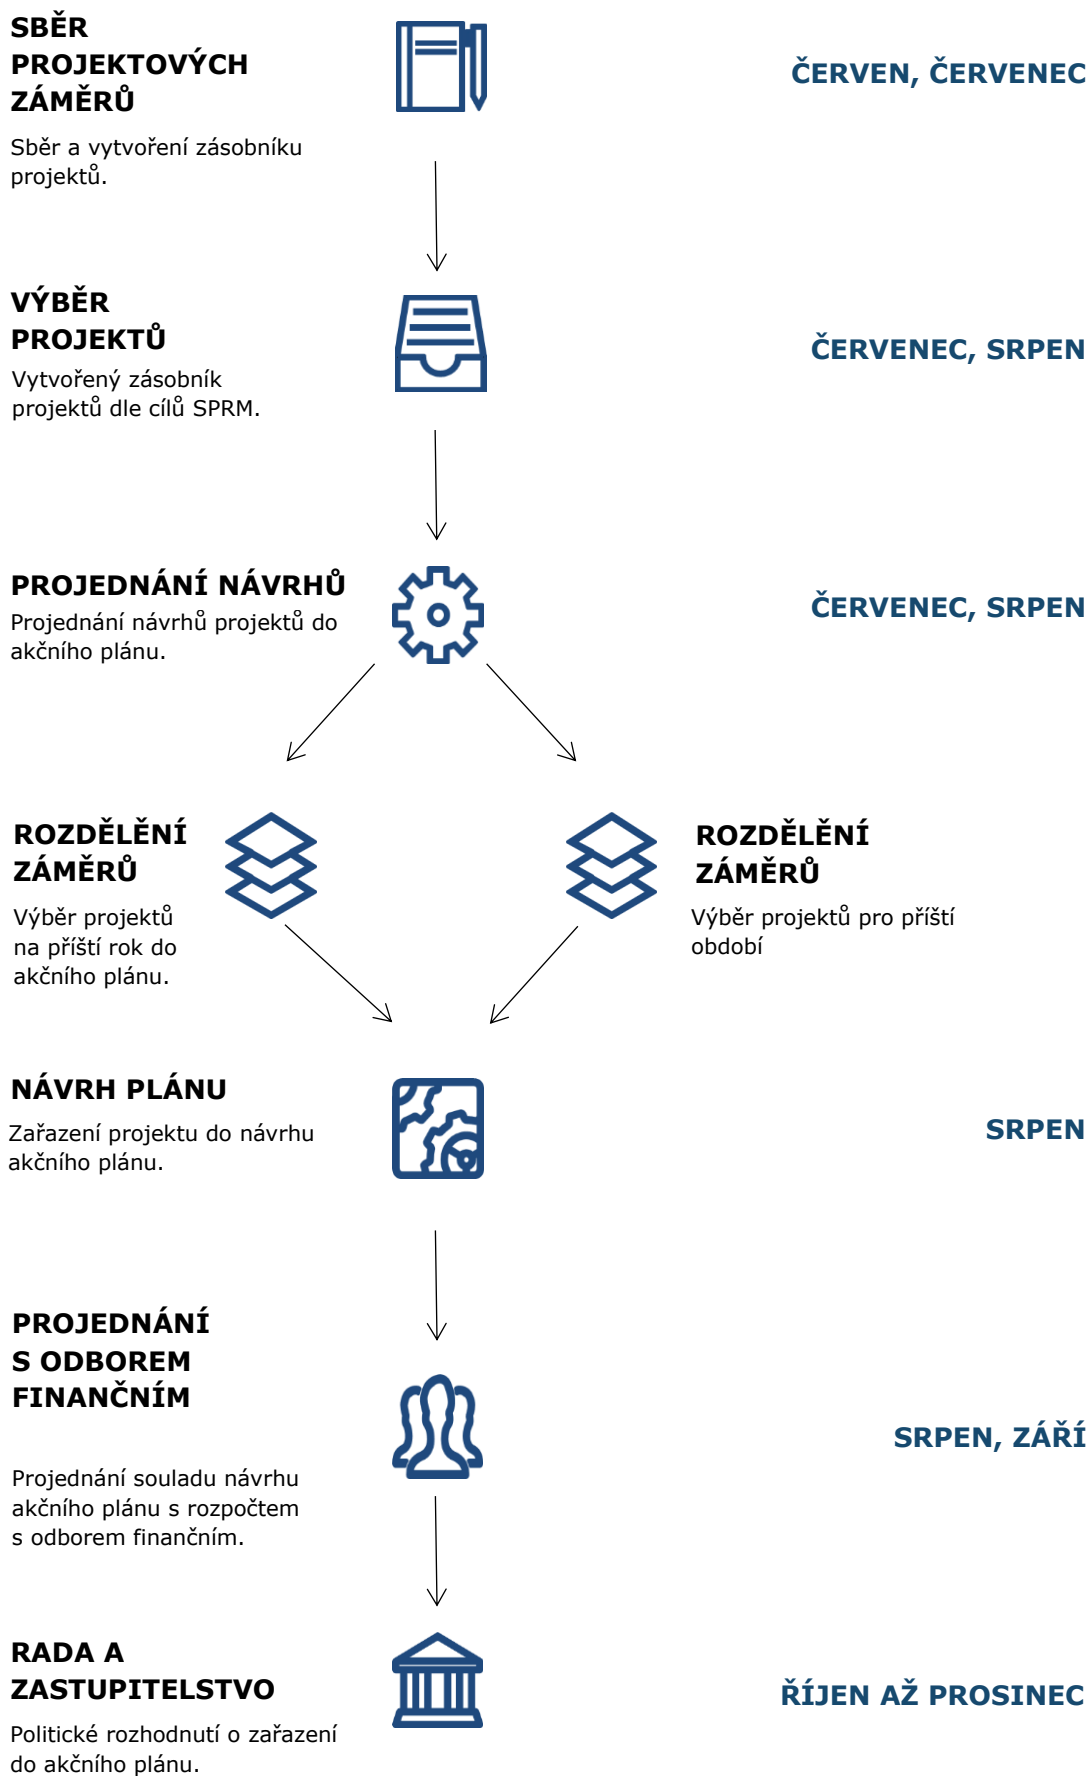 SBĚR
PROJEKTOVÝCH
ZÁMĚRŮ
ČERVEN, ČERVENEC
Sběr a vytvoření zásobníku
projektů.
VÝBĚR
PROJEKTŮ
ČERVENEC, SRPEN
Vytvořený zásobník
projektů dle cílů SPRM.
PROJEDNÁNÍ NÁVRHŮ
ČERVENEC, SRPEN
Projednání návrhů projektů do
akčního plánu.
ROZDĚLĚNÍ
ZÁMĚRŮ
Výběr projektů
na příští rok do
akčního plánu.
ROZDĚLĚNÍ
ZÁMĚRŮ
Výběr projektů pro příští
období
NÁVRH PLÁNU
SRPEN
Zařazení projektu do návrhu
akčního plánu.
PROJEDNÁNÍ
S ODBOREM
FINANČNÍM
SRPEN, ZÁŘÍ
Projednání souladu návrhu
akčního plánu s rozpočtem
s odborem finančním.
RADA A
ZASTUPITELSTVO
ŘÍJEN AŽ PROSINEC
Politické rozhodnutí o zařazení
do akčního plánu.